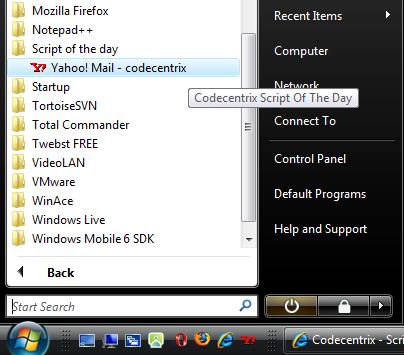 Mozilla Firefox
Notepad++
Script of the day
Yahoo! Mail - codecentrix
Startup
TortoiseSVN
Total Commander
Twebst FREE
VideoLAN
VMware
WinAce
Windows Live
Windows Mobile 6 SDK
Back
Start Search
Recent Items
Computer
Network
Codecentrix Script Of The Day
Connect To
Control Panel
Default Programs
Help and Support
Codecentrix - Scri